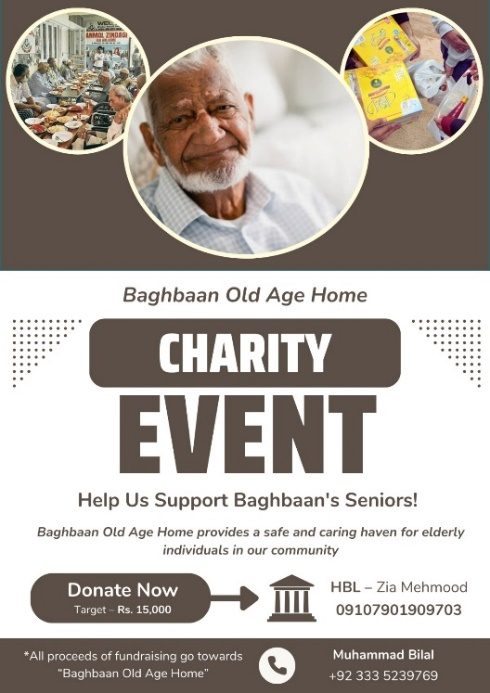 WELC
ANMOL ZINDAGI
Baghbaan Old Age Home
CHARITY
EVENT
Help Us Support Baghbaan's Seniors!
Baghbaan Old Age Home provides a safe and caring haven for elderly
individuals in our community
Donate Now
Target – Rs. 15,000
HBL – Zia Mehmood
09107901909703
*All proceeds of fundraising go towards
"Baghbaan Old Age Home"
Muhammad Bilal
+92 333 5239769